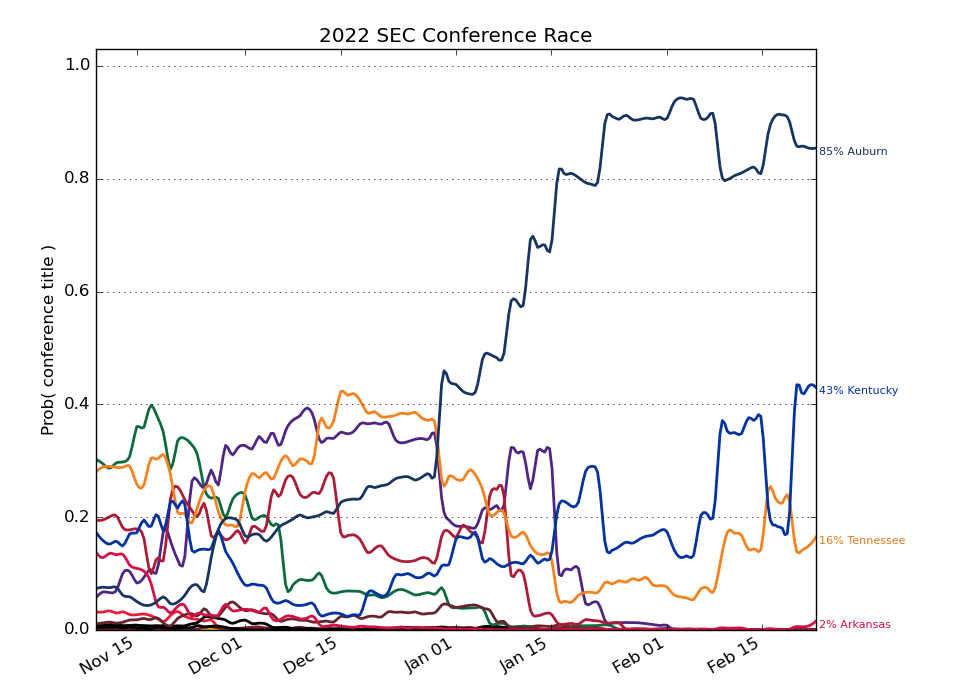 2022 SEC Conference Race
Prob( conference title )
1.0
0.8
0.6
0.4
0.2
0.0
85% Auburn
43% Kentucky
16% Tennessee
2% Arkansas
Nov 15
Dec 01
Dec 15
Jan 01
Jan 15
Feb 01
Feb 15